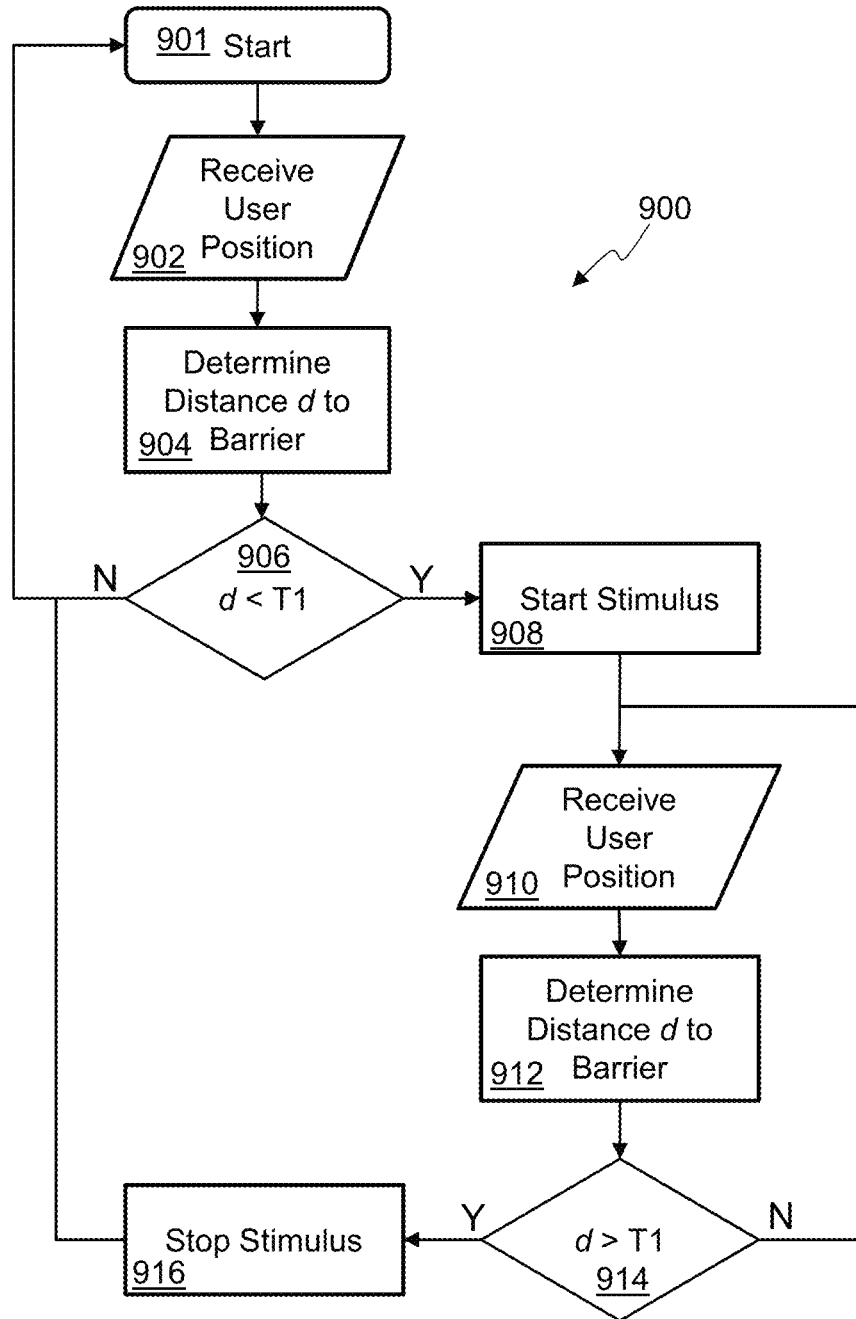 901 Start
Receive
User
Position
902
900
Determine
Distance d to
Barrier
904
906
d < T1
N
Y
Start Stimulus
908
Receive
User
Position
910
Determine
Distance d to
Barrier
912
d > T1
914
Y
N
Stop Stimulus
916